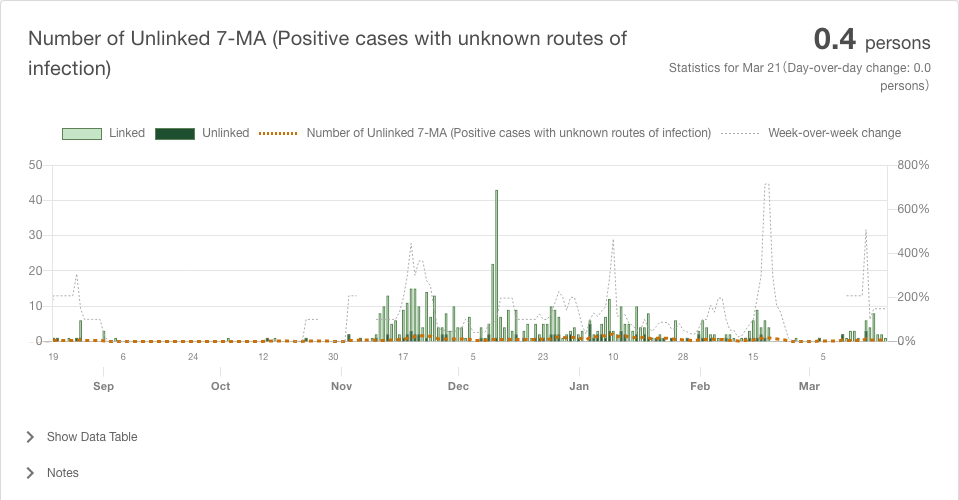 Number of Unlinked 7-MA (Positive cases with unknown routes of
infection)
0.4 persons
Statistics for Mar 21(Day-over-day change: 0.0
persons)
Linked Unlinked Number of Unlinked 7-MA (Positive cases with unknown routes of infection) Week-over-week change
50 800%
40
600%
30
400%
20
200%
10
0 0%
19 6 24 12 30 17 5 23 10 28 15 5
Sep Oct Nov Dec Jan Feb Mar
Show Data Table
Notes